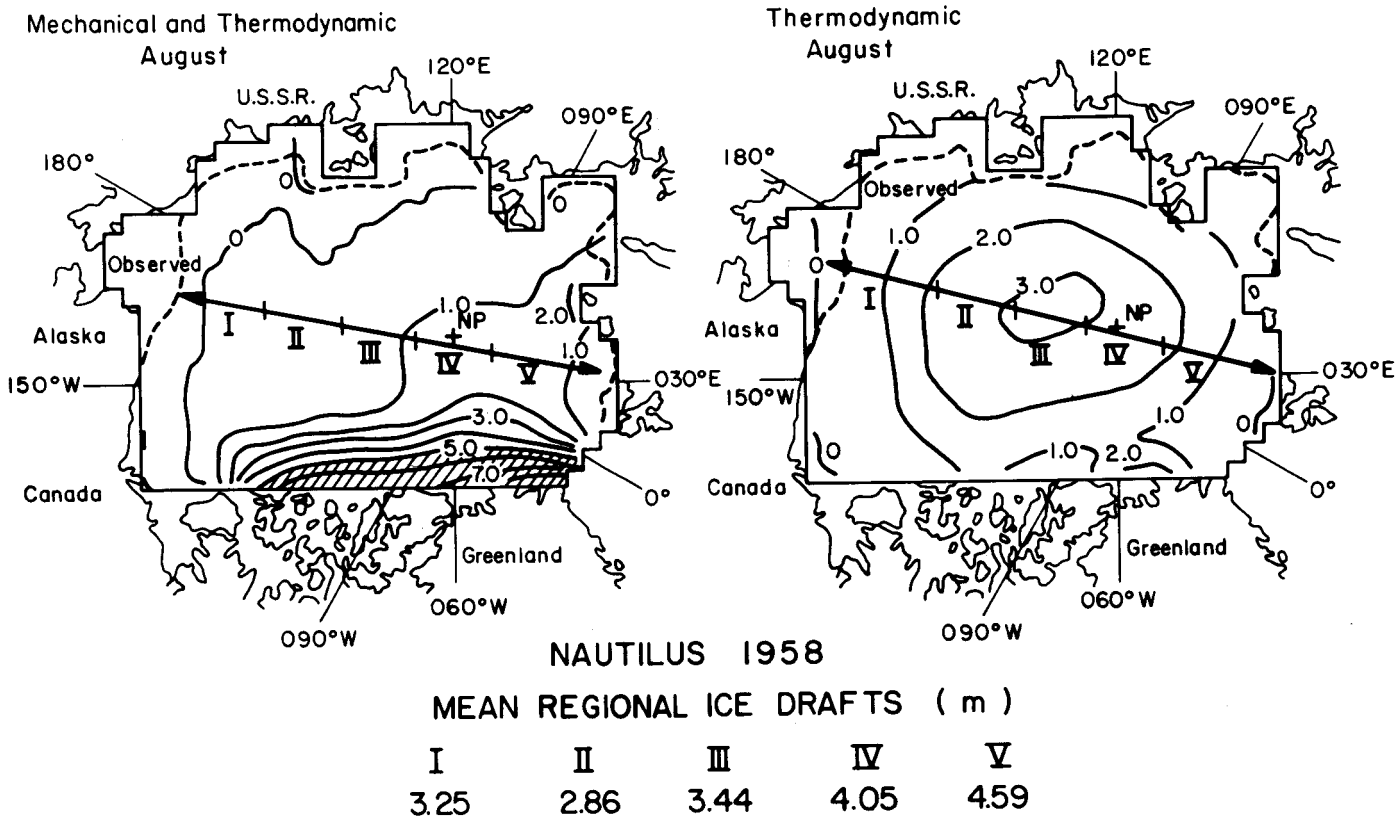 Mechanical and Thermodynamic
August
120°E
U.S.S.R.
090°E
180°
0
0
0
Observed
1.0
NP
2.0
Alaska
I
II
III
IV
V
1.0
150°W
030°E
3.0
5.0
7.0
Canada
0°
Greenland
060°W
090°W
Thermodynamic
August
120°E
U.S.S.R.
090°E
180°
Observed
1.0
2.0
0
3.0
NP
I
II
III
IV
V
Alaska
150°W
030°E
1.0
0
0
1.0
2.0
Canada
0°
Greenland
060°W
090°W
NAUTILUS 1958
MEAN REGIONAL ICE DRAFTS (m)
I II III IV V
3.25 2.86 3.44 4.05 4.59